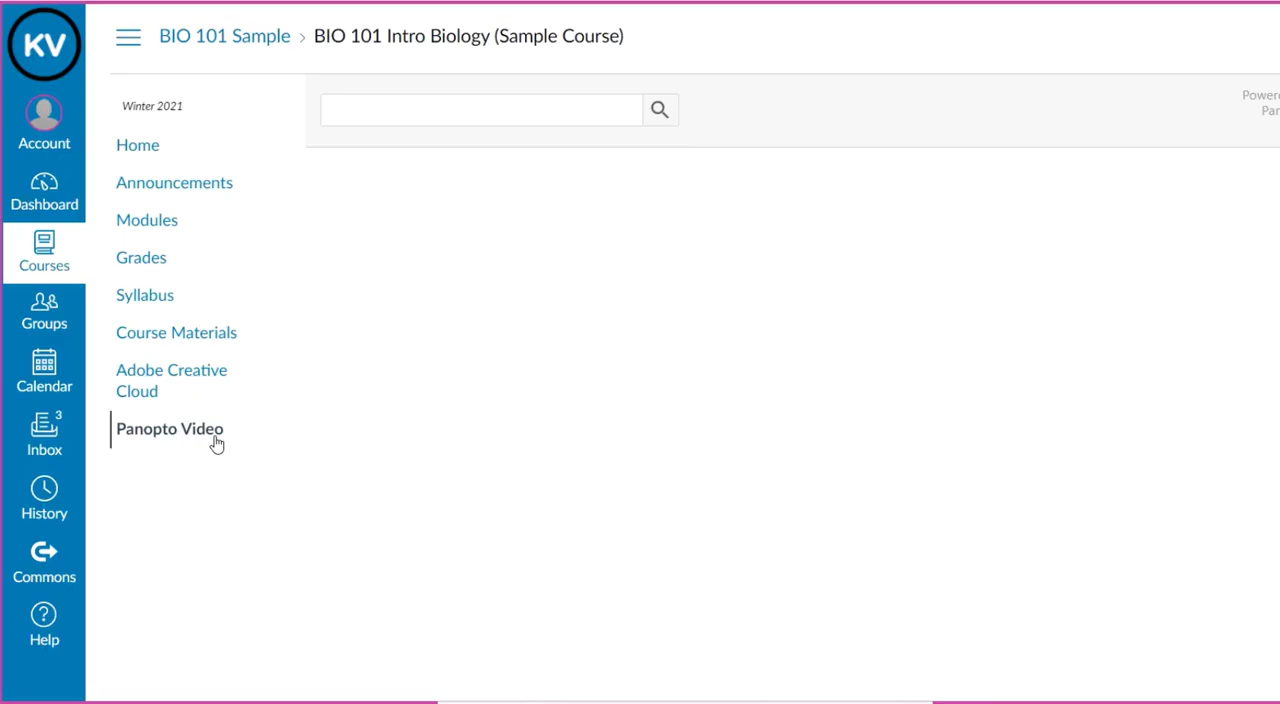 KV
Account
Dashboard
Courses
Groups
Calendar
3
Inbox
History
Commons
Help
BIO 101 Sample › BIO 101 Intro Biology (Sample Course)
Winter 2021
Home
Announcements
Modules
Grades
Syllabus
Course Materials
Adobe Creative
Cloud
Panopto Video